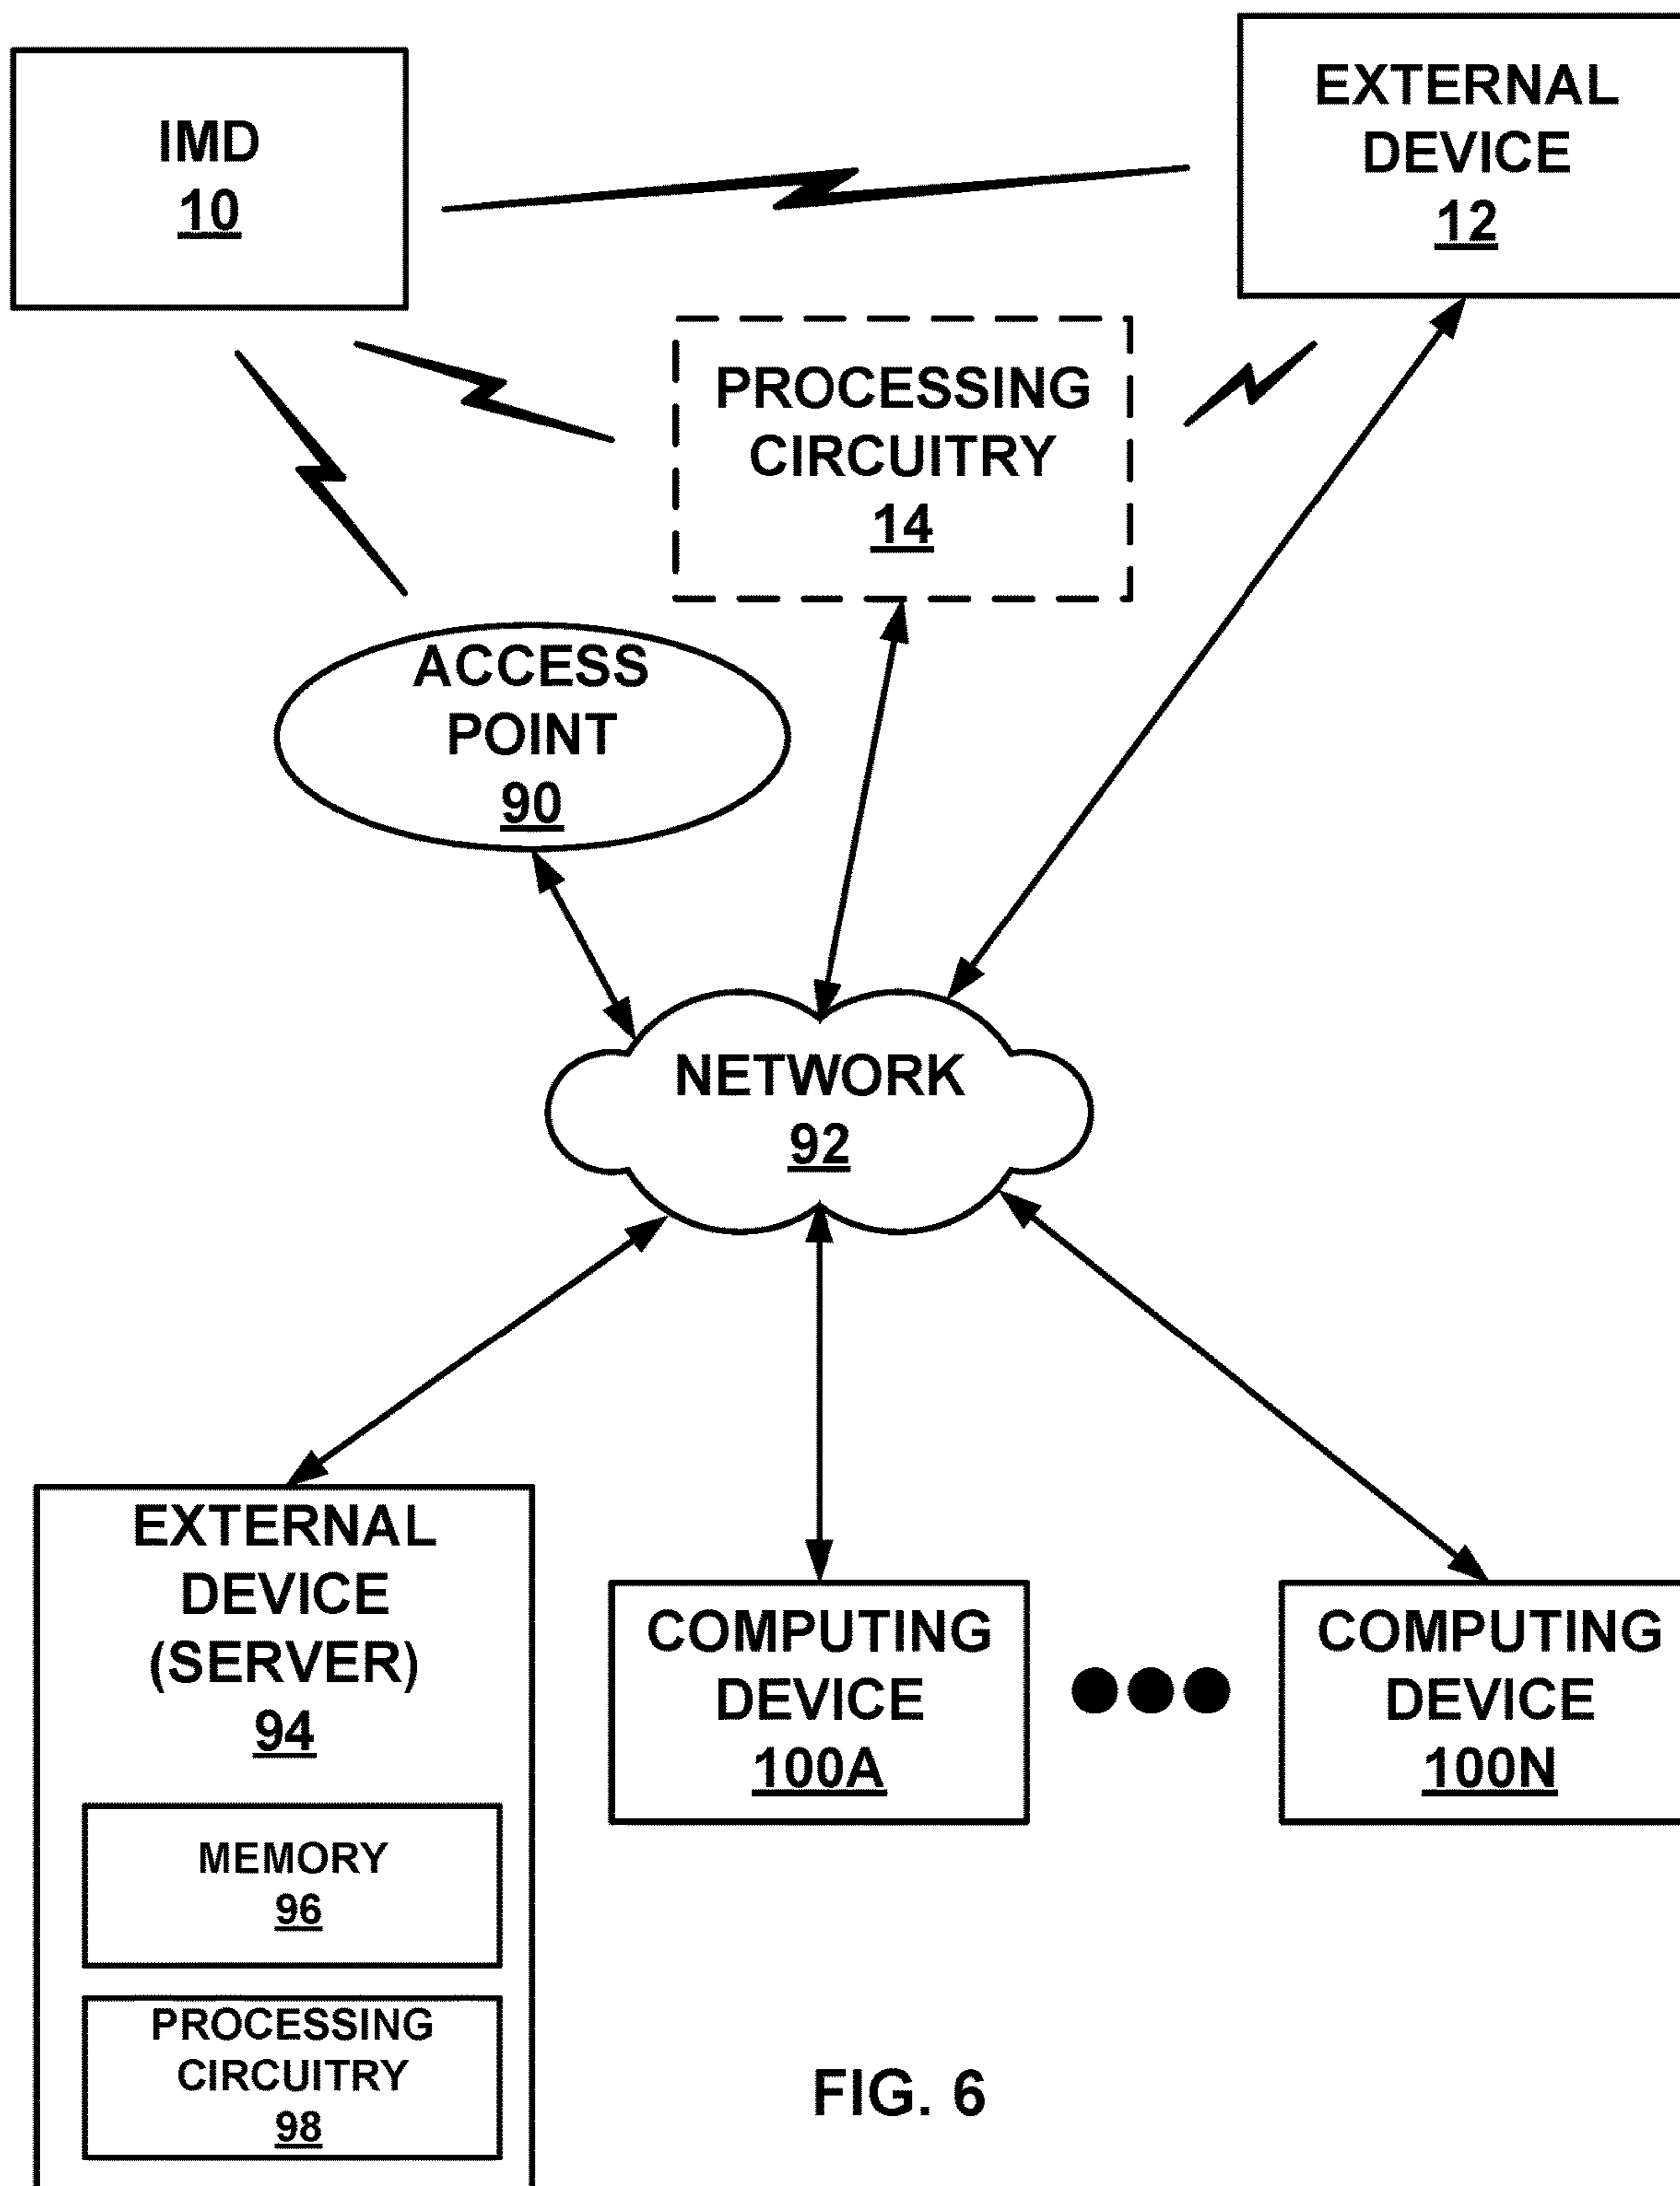 IMD
10
EXTERNAL
DEVICE
12
PROCESSING
CIRCUITRY
14
ACCESS
POINT
90
NETWORK
92
EXTERNAL
DEVICE
(SERVER)
94
MEMORY
96
PROCESSING
CIRCUITRY
98
COMPUTING
DEVICE
100A
COMPUTING
DEVICE
100N
FIG. 6